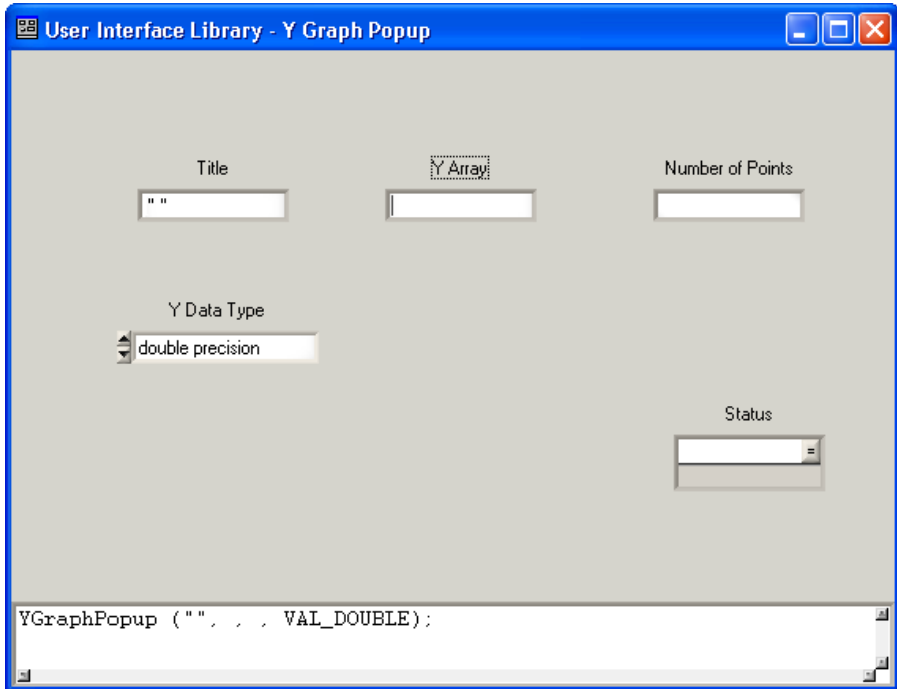 User Interface Library - Y Graph Popup
Title
Y Array
Number of Points
" "
Y Data Type
double precision
Status
=
YGraphPopup ("", , , VAL_DOUBLE);